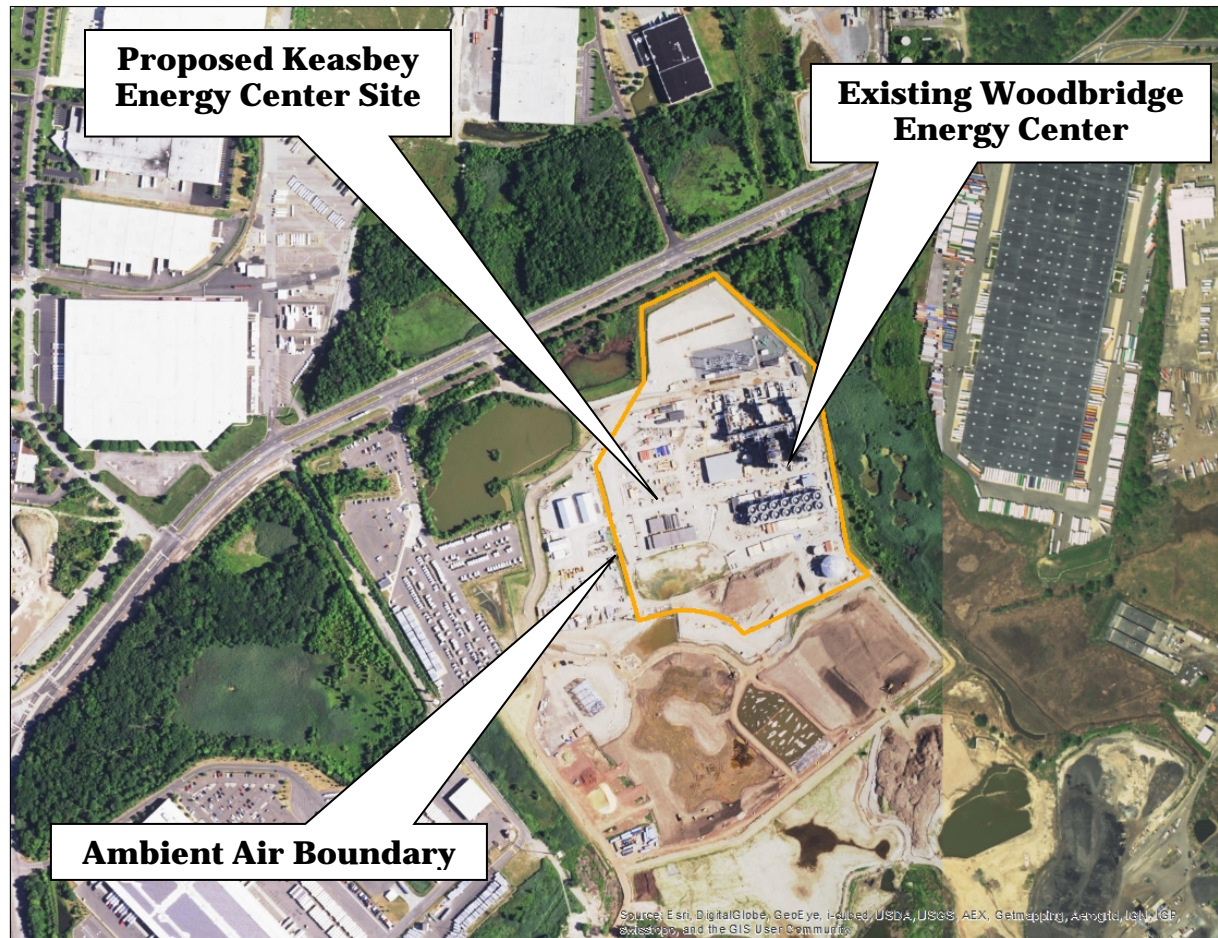 Proposed Keasbey
Energy Center Site
Existing Woodbridge
Energy Center
Ambient Air Boundary
Source: Esri, DigitalGlobe, GeoEye, i-cubed, USDA, USGS, AEX, Getmapping, Aerogrid, IGN, IGP,
swisstopo, and the GIS User Community